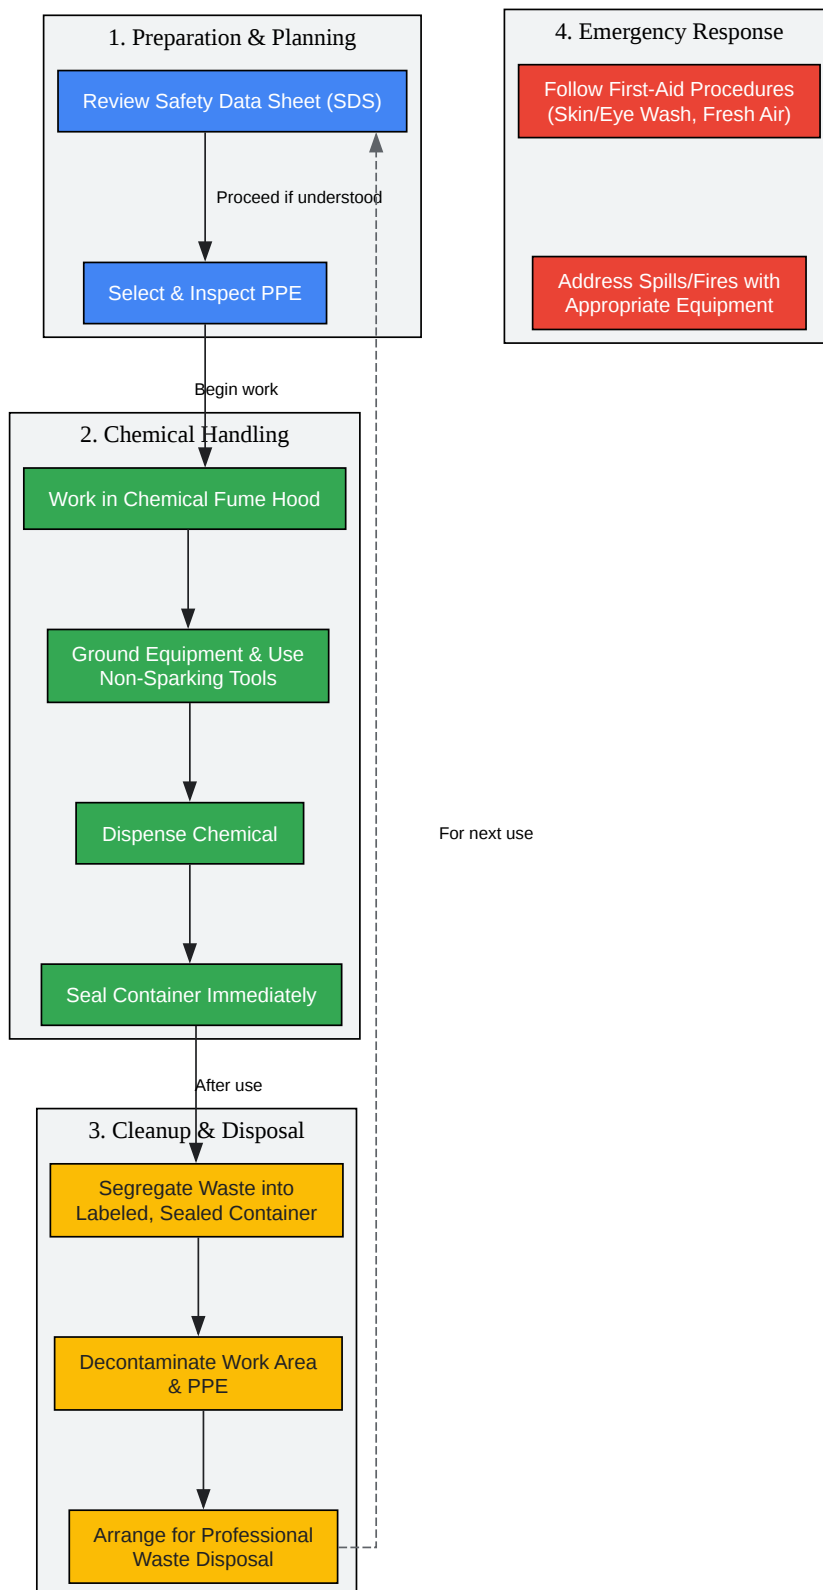 1. Preparation & Planning
Review Safety Data Sheet (SDS)
Proceed if understood
Select & Inspect PPE
Begin work
2. Chemical Handling
Work in Chemical Fume Hood
Ground Equipment & Use
Non-Sparking Tools
Dispense Chemical
Seal Container Immediately
After use
3. Cleanup & Disposal
Segregate Waste into
Labeled, Sealed Container
Decontaminate Work Area
& PPE
Arrange for Professional
Waste Disposal
For next use
4. Emergency Response
Follow First-Aid Procedures
(Skin/Eye Wash, Fresh Air)
Address Spills/Fires with
Appropriate Equipment